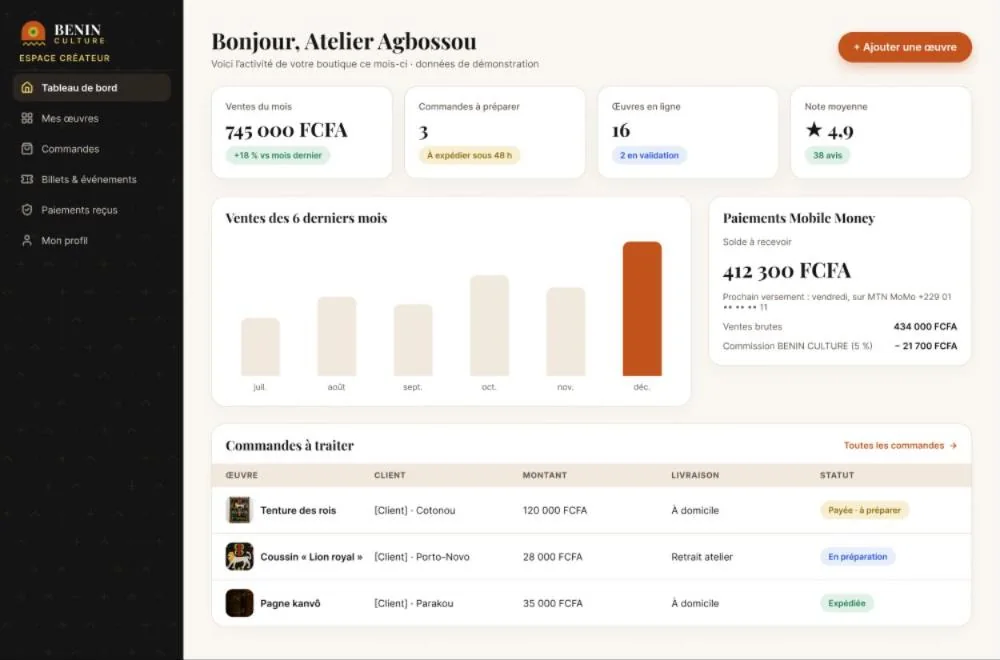 BENIN
CULTURE
ESPACE CRÉATEUR
Tableau de bord
Mes œuvres
Commandes
Billets & événements
Paiements reçus
Mon profil
Bonjour, Atelier Agbossou
Voici l'activité de votre boutique ce mois-ci · données de démonstration
+ Ajouter une œuvre
Ventes du mois
745 000 FCFA
+18 % vs mois dernier
Commandes à préparer
3
À expédier sous 48 h
Œuvres en ligne
16
2 en validation
Note moyenne
★ 4,9
38 avis
Ventes des 6 derniers mois
juil. août sept. oct. nov. déc.
Paiements Mobile Money
Solde à recevoir
412 300 FCFA
Prochain versement : vendredi, sur MTN MoMo +229 01
•• •• •• 11
Ventes brutes 434 000 FCFA
Commission BENIN CULTURE (5 %) − 21 700 FCFA
Commandes à traiter
Toutes les commandes →
ŒUVRE CLIENT MONTANT LIVRAISON STATUT
Tenture des rois [Client] · Cotonou 120 000 FCFA À domicile Payée · à préparer
Coussin « Lion royal » [Client] · Porto-Novo 28 000 FCFA Retrait atelier En préparation
Pagne kanvô [Client] · Parakou 35 000 FCFA À domicile Expédiée